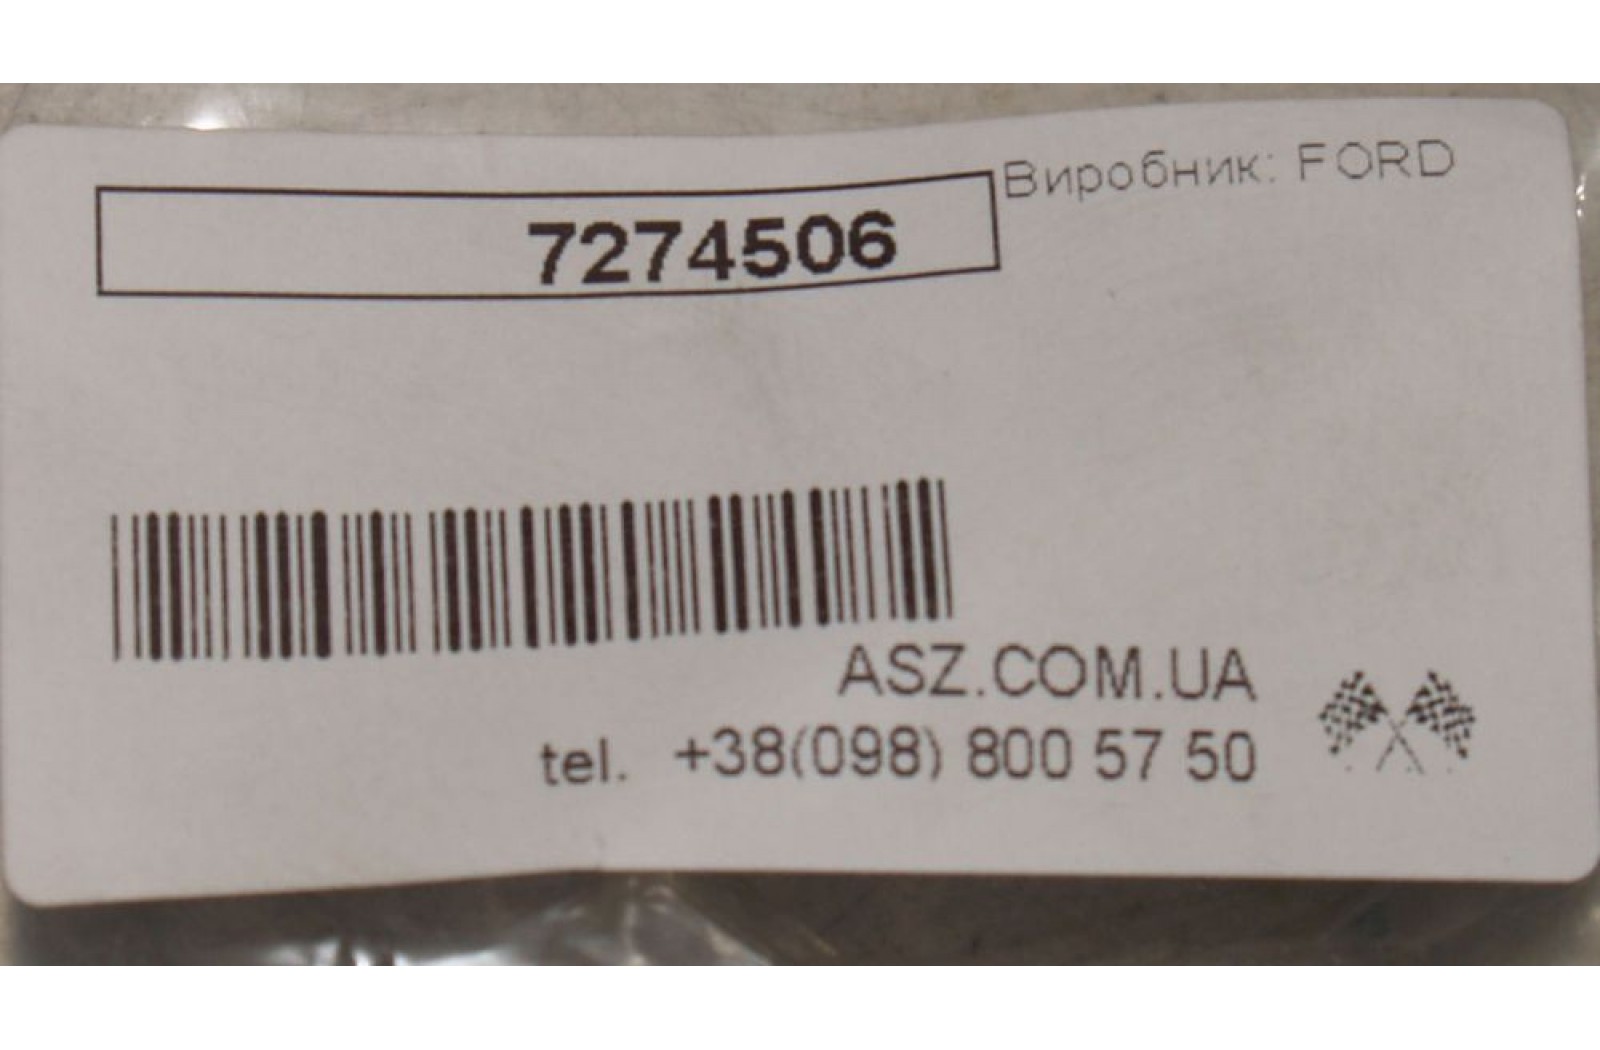 Виробник: FORD
7274506
ASZ.COM.UA
tel. +38(098) 800 57 50